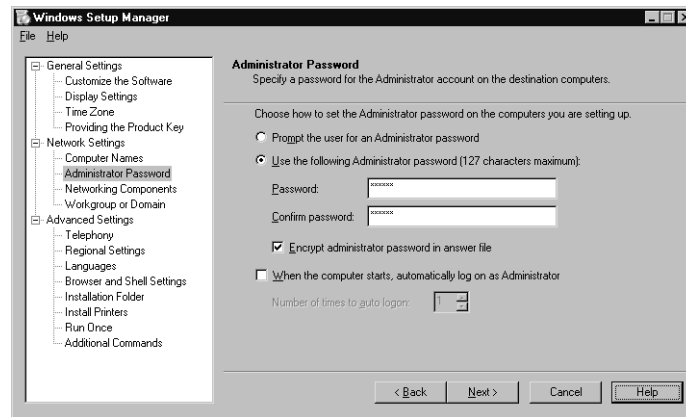 Windows Setup Manager
File Help
General Settings
Customize the Software
Display Settings
Time Zone
Providing the Product Key
Network Settings
Computer Names
Administrator Password
Networking Components
Workgroup or Domain
Advanced Settings
Telephony
Regional Settings
Languages
Browser and Shell Settings
Installation Folder
Install Printers
Run Once
Additional Commands
Administrator Password
Specify a password for the Administrator account on the destination computers.
Choose how to set the Administrator password on the computers you are setting up.
Prompt the user for an Administrator password
Use the following Administrator password (127 characters maximum):
Password: xxxxxx
Confirm password: xxxxxx
Encrypt administrator password in answer file
When the computer starts, automatically log on as Administrator
Number of times to auto logon: 1
< Back Next > Cancel Help